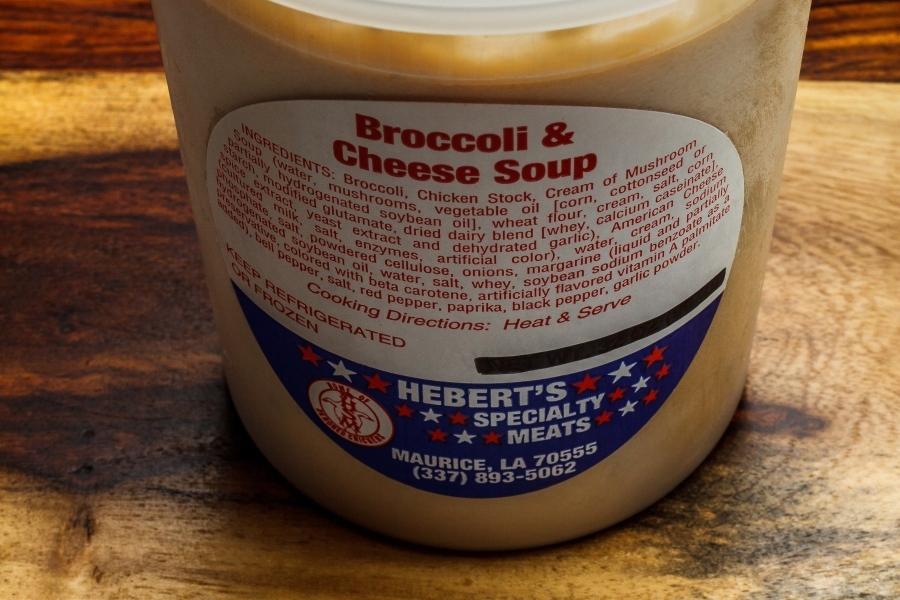 Broccoli &
Cheese Soup
INGREDIENTS: Broccoli, Chicken Stock, Cream of Mushroom
Soup (water, mushrooms, vegetable oil [corn, cottonseed or
partially hydrogenated soybean oil], wheat flour, cream, salt, corn
starch, modified glutamate, dried dairy blend [whey, calcium caseinate],
spice, extract, yeast extract and dehydrated garlic), water, American Cheese
cultured milk, salt, enzymes, artificial color), cream, sodium
phosphate, salt, powdered cellulose, onions, margarine (liquid and partially
soybean oil, water, salt, whey, soybean sodium benzoate as a
colored with beta carotene, artificially flavored vitamin A palmitate
added), bell pepper, salt, red pepper, paprika, black pepper, garlic powder.
Cooking Directions: Heat & Serve
KEEP REFRIGERATED
OR FROZEN
HEBERT'S
SPECIALTY
MEATS
MAURICE, LA 70555
(337) 893-5062